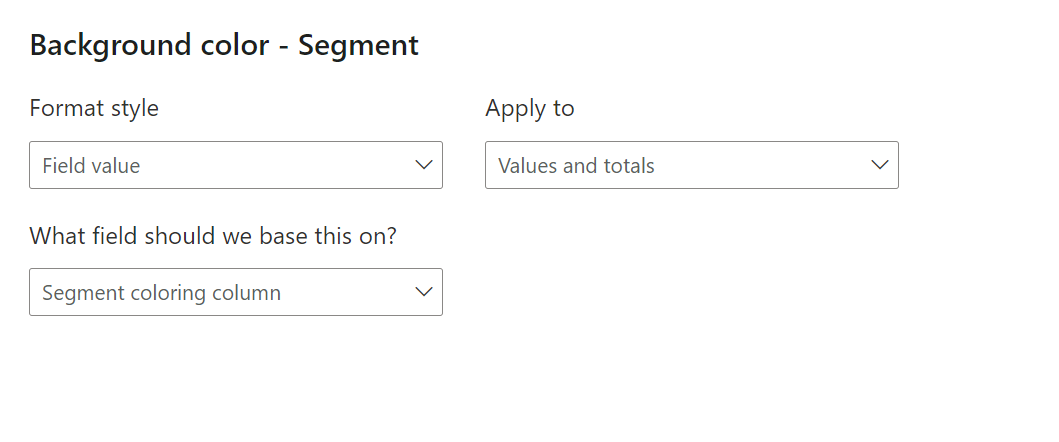 Background color - Segment
Format style
Apply to
Field value
Values and totals
What field should we base this on?
Segment coloring column